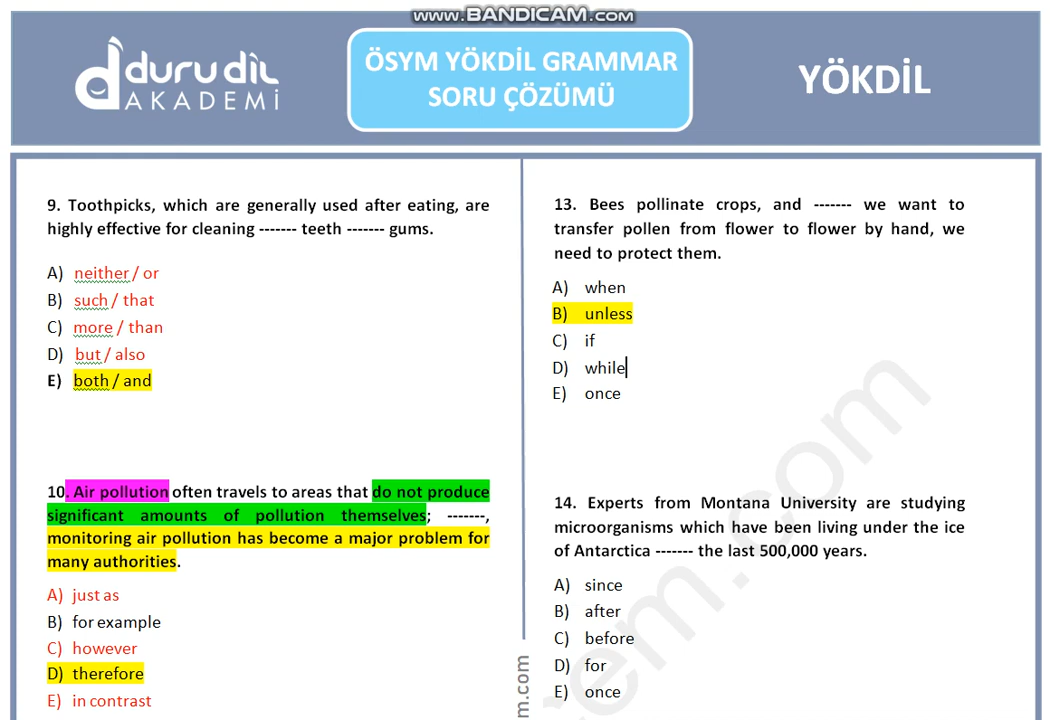 www.BANDICAM.com
duru dil
AKADEMİ
ÖSYM YÖKDİL GRAMMAR
SORU ÇÖZÜMÜ
YÖKDİL
9. Toothpicks, which are generally used after eating, are
highly effective for cleaning ------- teeth ------- gums.
A) neither / or
B) such / that
C) more / than
D) but / also
E) both / and
10. Air pollution often travels to areas that do not produce
significant amounts of pollution themselves; -------,
monitoring air pollution has become a major problem for
many authorities.
A) just as
B) for example
C) however
D) therefore
E) in contrast
13. Bees pollinate crops, and ------- we want to
transfer pollen from flower to flower by hand, we
need to protect them.
A) when
B) unless
C) if
D) while
E) once
14. Experts from Montana University are studying
microorganisms which have been living under the ice
of Antarctica ------- the last 500,000 years.
A) since
B) after
C) before
D) for
E) once
m.com
em.com